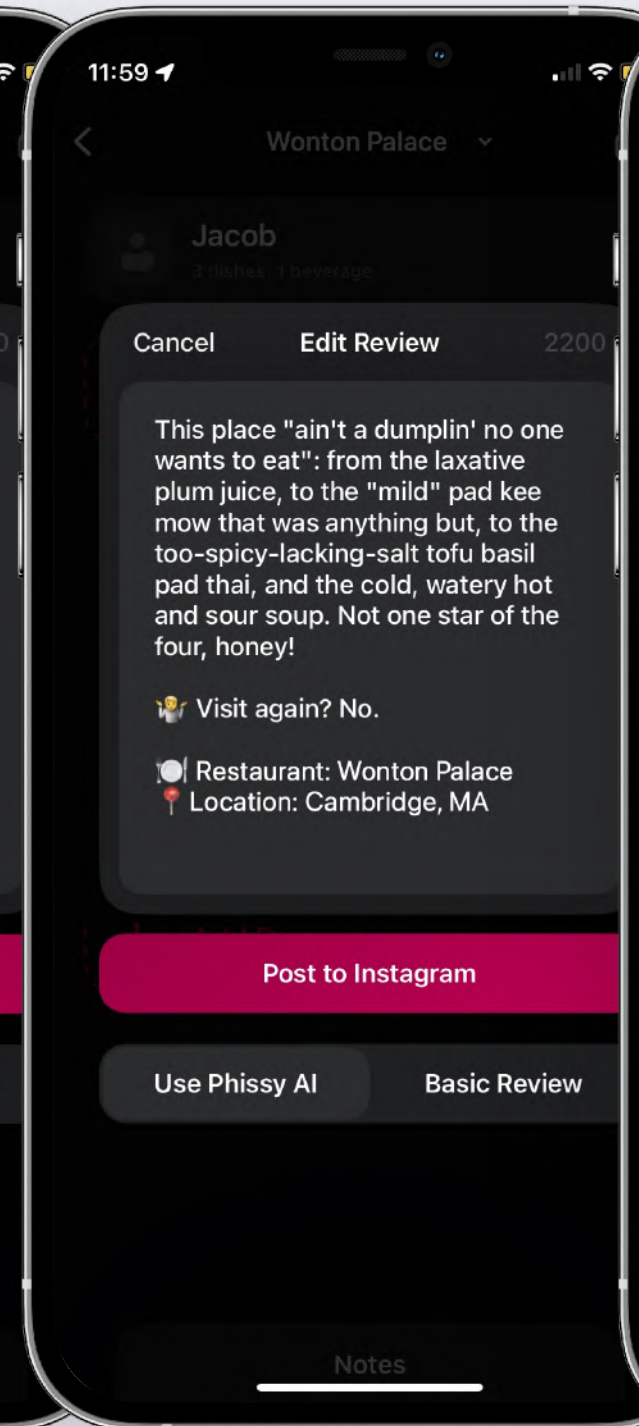 11:59
Wonton Palace
Jacob
3 dishes, 1 beverage
Cancel
Edit Review
2200
This place "ain't a dumplin' no one
wants to eat": from the laxative
plum juice, to the "mild" pad kee
mow that was anything but, to the
too-spicy-lacking-salt tofu basil
pad thai, and the cold, watery hot
and sour soup. Not one star of the
four, honey!
🤷 Visit again? No.
🍽️ Restaurant: Wonton Palace
📍 Location: Cambridge, MA
Post to Instagram
Use Phissy AI
Basic Review
Notes